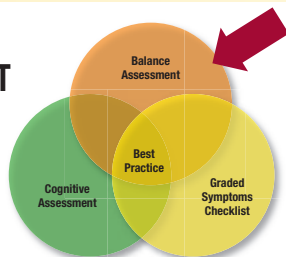 T
Balance
Assessment
Best
Practice
Cognitive
Assessment
Graded
Symptoms
Checklist